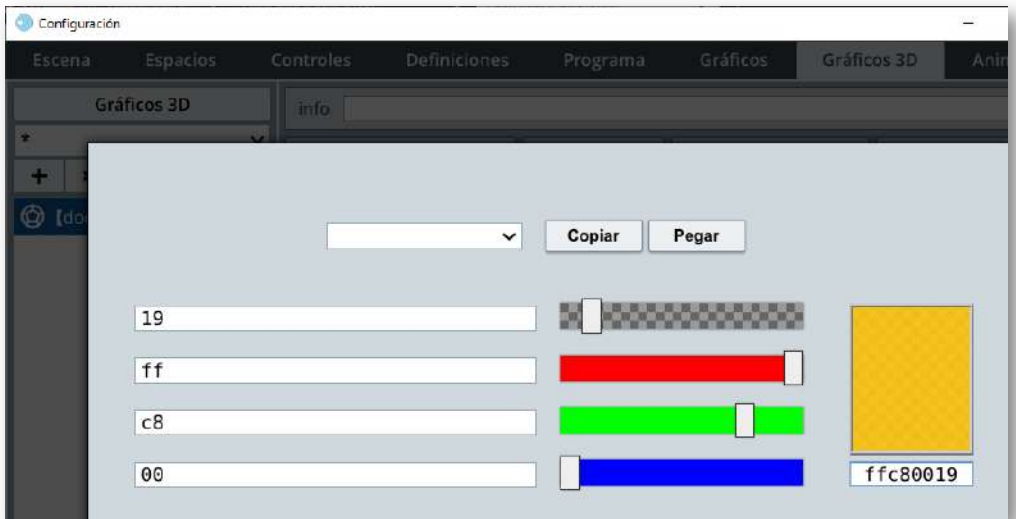 Configuración
Escena Espacios Controles Definiciones Programa Gráficos Gráficos 3D
Gráficos 3D info
*
+
Copiar Pegar
19
ff
c8
00
ffc80019